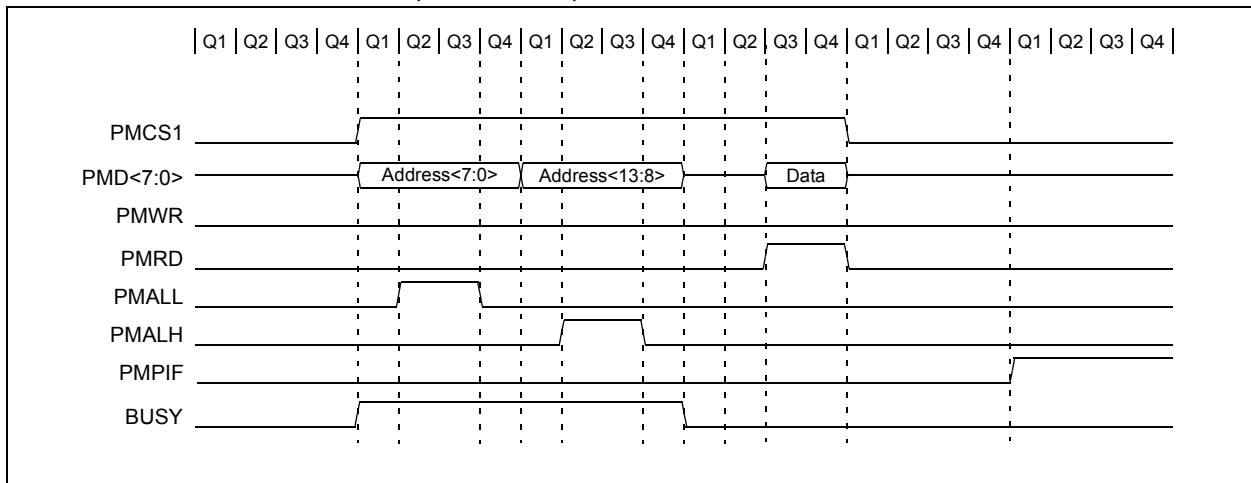 Q1 Q2 Q3 Q4 Q1 Q2 Q3 Q4 Q1 Q2 Q3 Q4 Q1 Q2 Q3 Q4 Q1 Q2 Q3 Q4 Q1 Q2 Q3 Q4
PMCS1
PMD<7:0> Address<7:0> Address<13:8> Data
PMWR
PMRD
PMALL
PMALH
PMPIF
BUSY